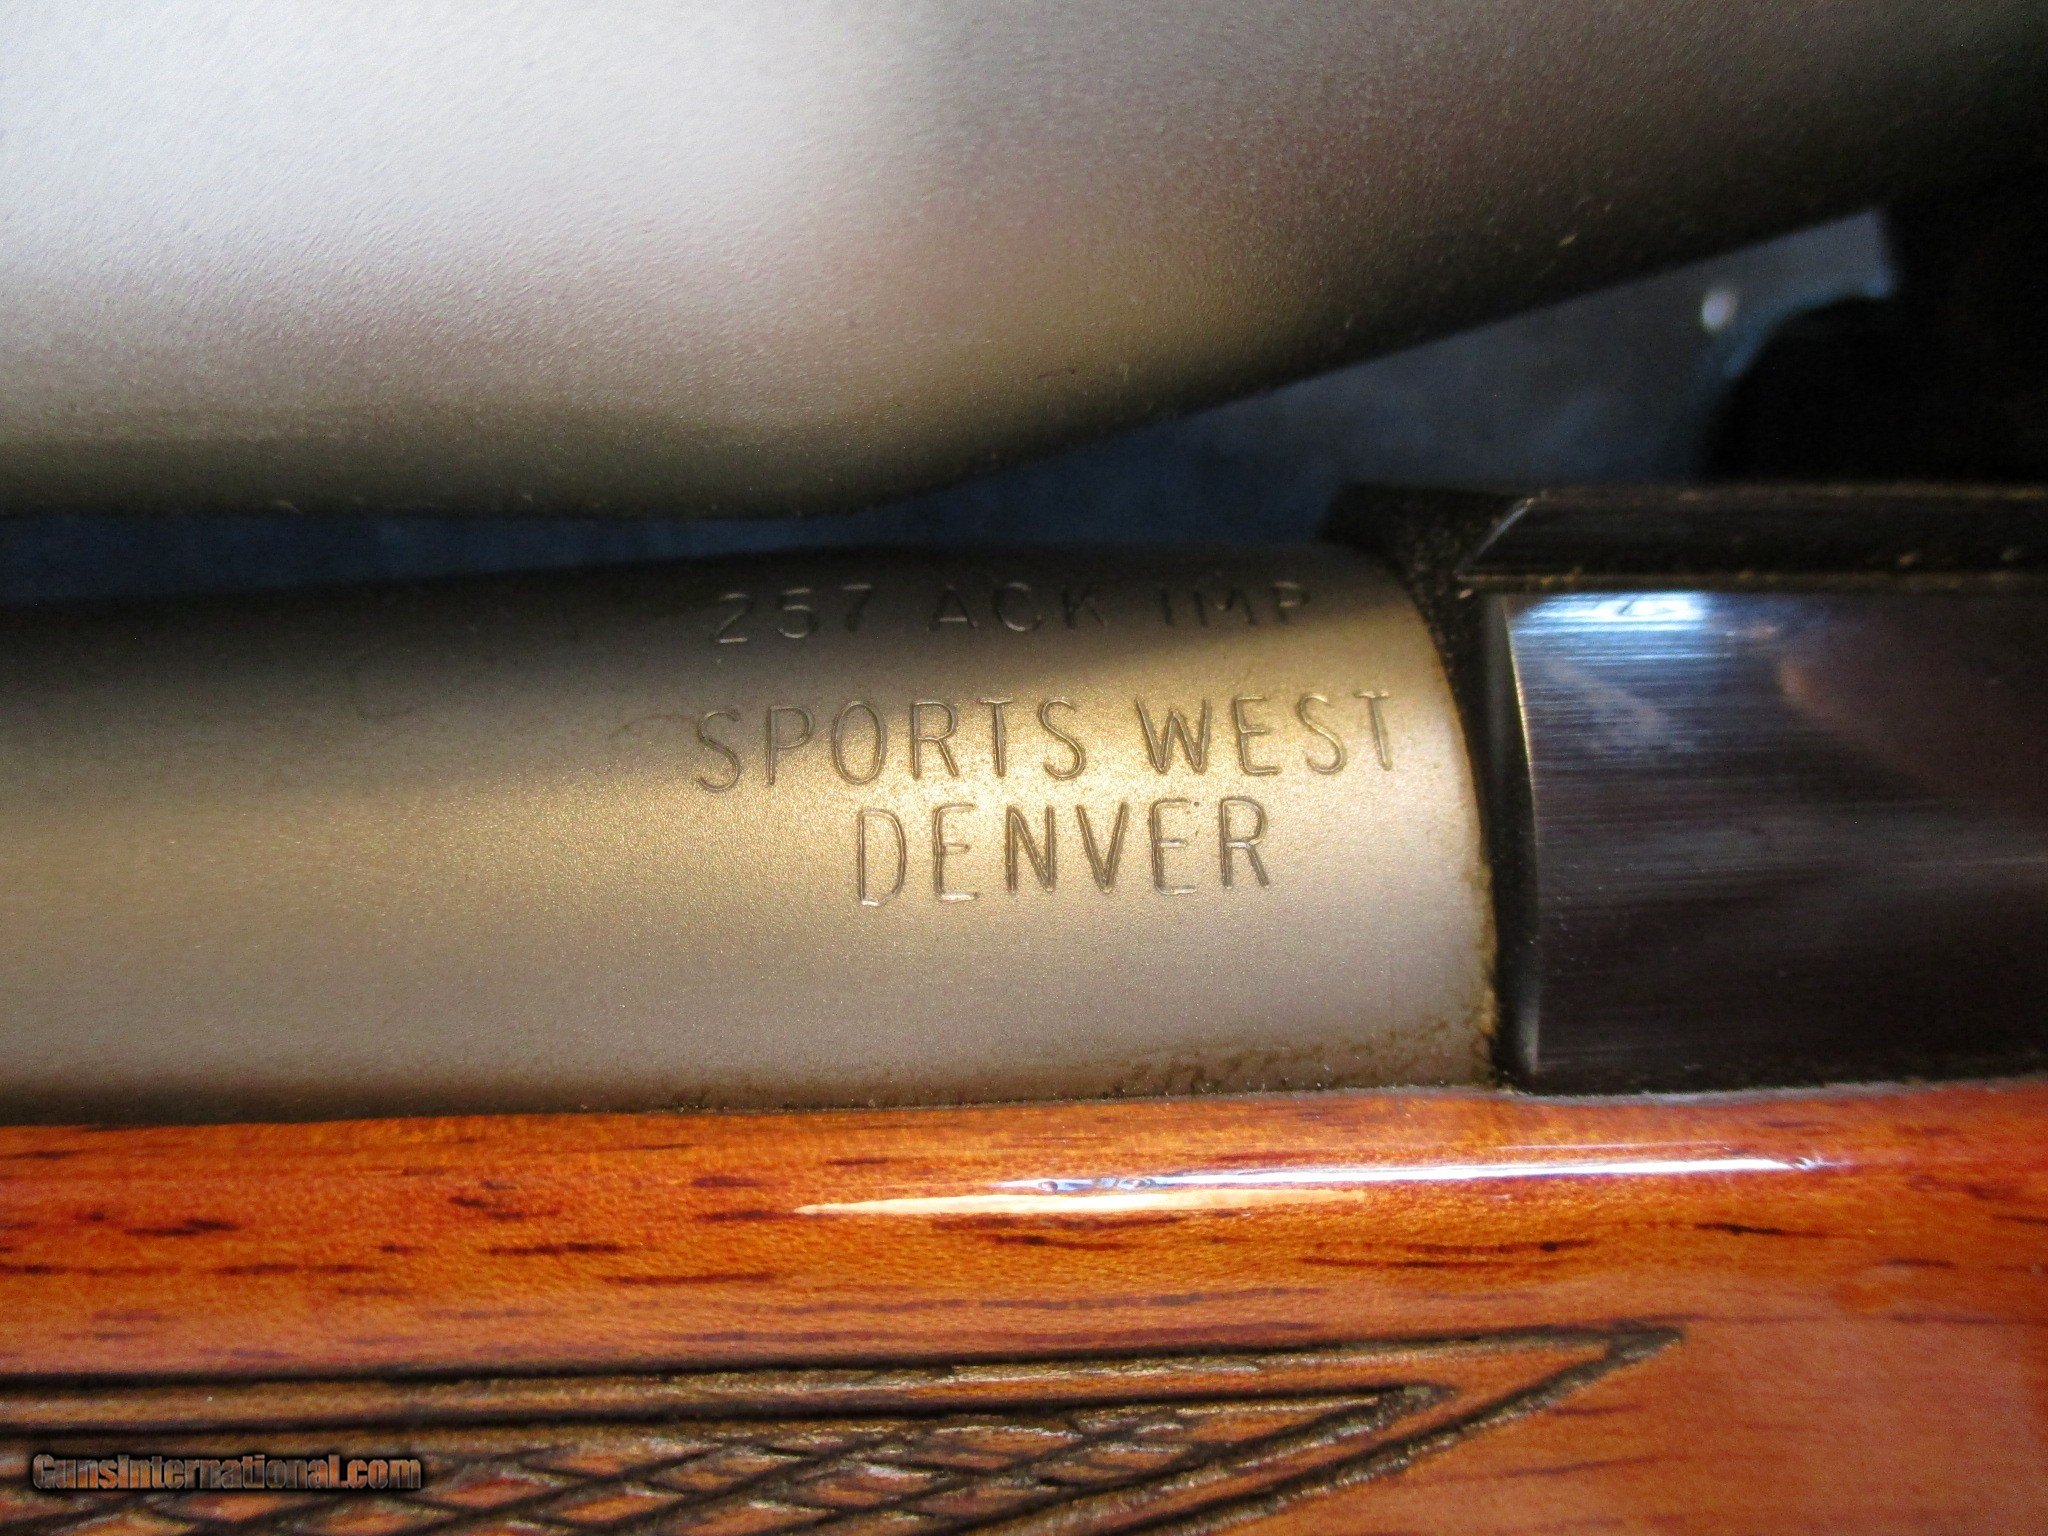 257 ACK IMP
SPORTS WEST
DENVER
GunsInternational.com